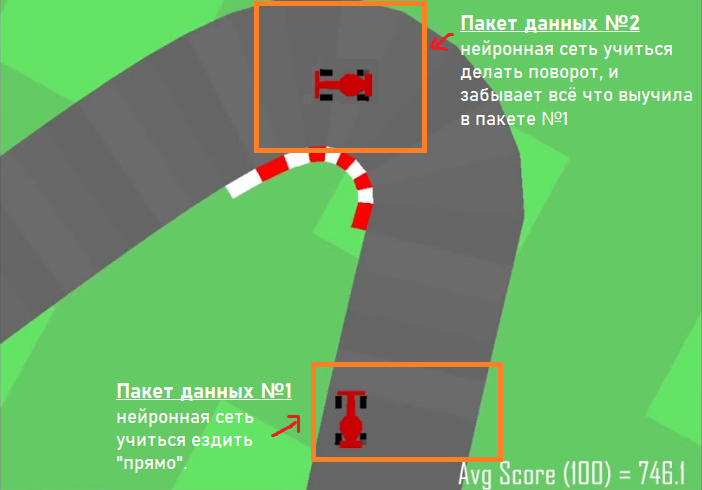 Пакет данных №2
нейронная сеть учиться
делать поворот, и
забывает всё что выучила
в пакете №1
Пакет данных №1
нейронная сеть
учиться ездить
"прямо".
Avg Score (100) = 746.1